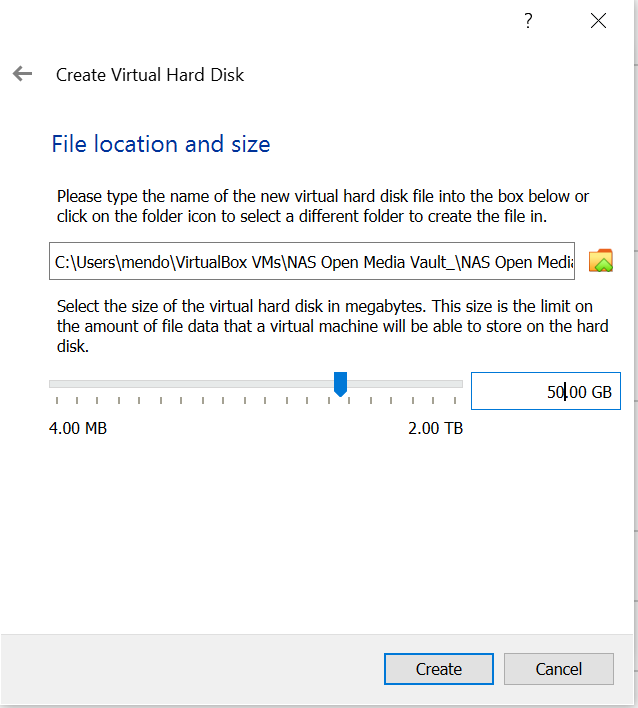 ?
Create Virtual Hard Disk
File location and size
Please type the name of the new virtual hard disk file into the box below or
click on the folder icon to select a different folder to create the file in.
C:\Users\mendo\VirtualBox VMs\NAS Open Media Vault_\NAS Open Media
Select the size of the virtual hard disk in megabytes. This size is the limit on
the amount of file data that a virtual machine will be able to store on the hard
disk.
50.00 GB
4.00 MB
2.00 TB
Create
Cancel